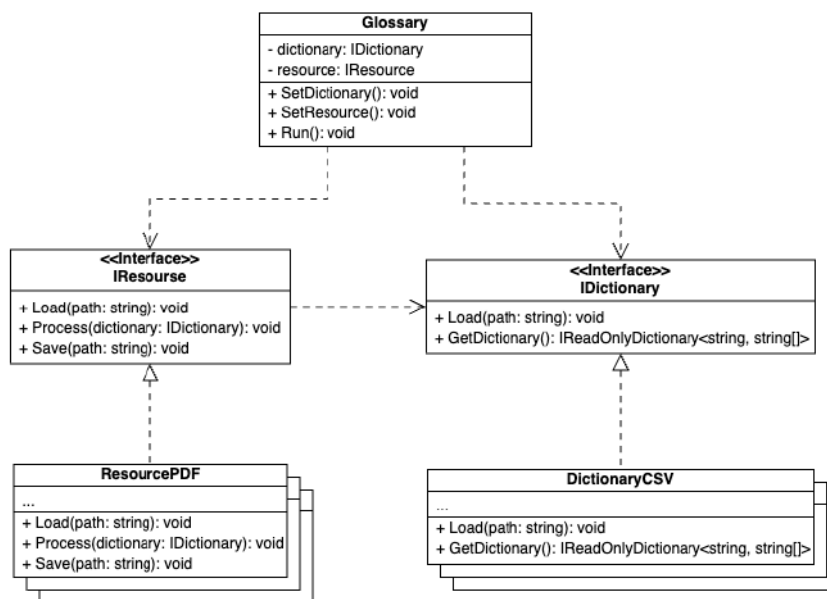 Glossary
- dictionary: IDictionary
- resource: IResource
+ SetDictionary(): void
+ SetResource(): void
+ Run(): void
<<Interface>>
IResourse
+ Load(path: string): void
+ Process(dictionary: IDictionary): void
+ Save(path: string): void
<<Interface>>
IDictionary
+ Load(path: string): void
+ GetDictionary(): IReadOnlyDictionary<string, string[]>
ResourcePDF
...
+ Load(path: string): void
+ Process(dictionary: IDictionary): void
+ Save(path: string): void
DictionaryCSV
...
+ Load(path: string): void
+ GetDictionary(): IReadOnlyDictionary<string, string[]>